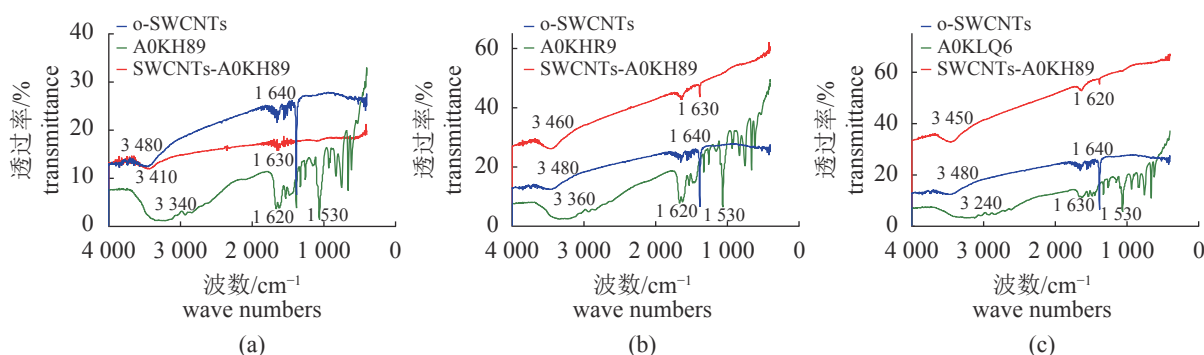 o-SWCNTs
A0KH89
SWCNTs-A0KH89
40
30
20
10
0
透过率/%
transmittance
1 640
3 480
3 410
1 630
3 340
1 620
1 530
4 000
3 000
2 000
1 000
0
波数/cm⁻¹
wave numbers
(a)
o-SWCNTs
A0KHR9
SWCNTs-A0KH89
60
40
20
0
透过率/%
transmittance
3 460
1 630
1 640
3 480
3 360
1 620
1 530
4 000
3 000
2 000
1 000
0
波数/cm⁻¹
wave numbers
(b)
o-SWCNTs
A0KLQ6
SWCNTs-A0KH89
60
40
20
0
透过率/%
transmittance
3 450
1 620
1 640
3 480
3 240
1 630
1 530
4 000
3 000
2 000
1 000
0
波数/cm⁻¹
wave numbers
(c)